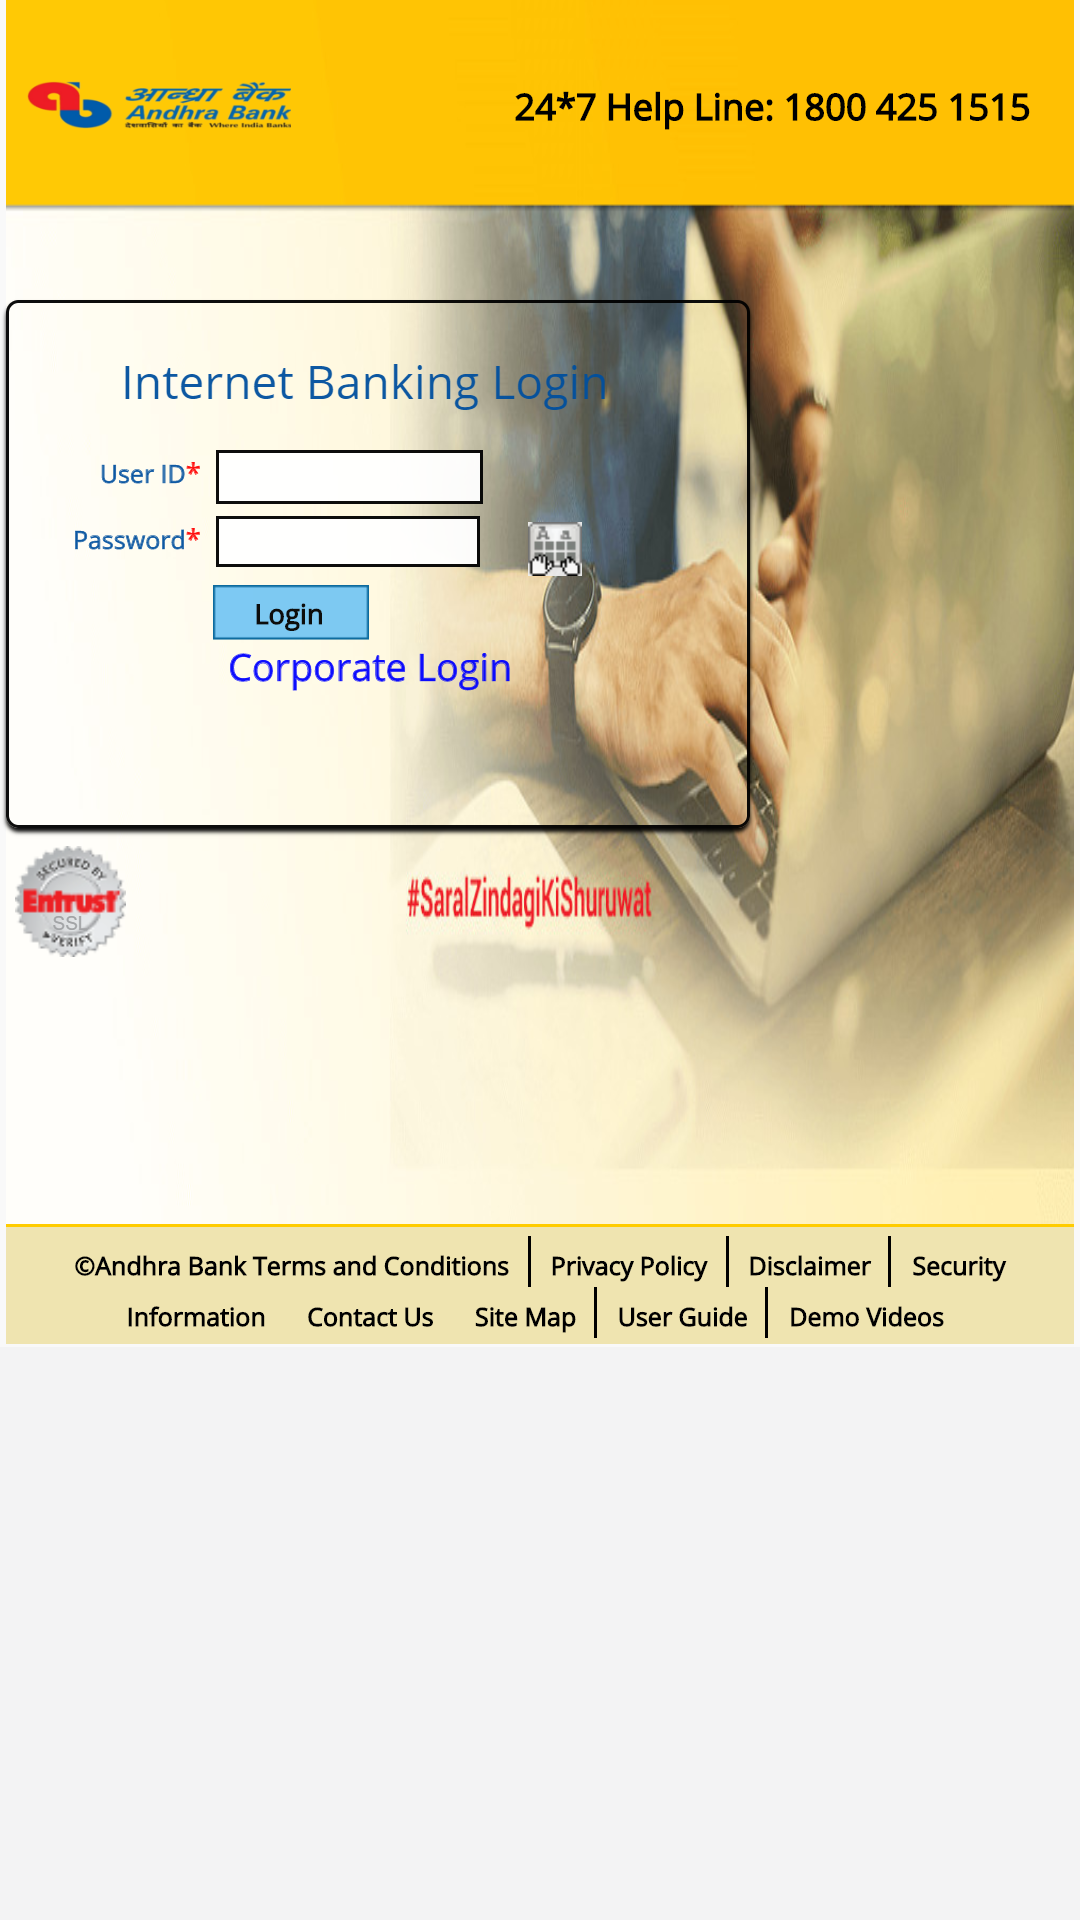 आन्ध्रा बैंक
Andhra Bank
देशवासियों का बैंक Where India Banks
24*7 Help Line: 1800 425 1515
Internet Banking Login
User ID*
Password*
A a
Login
Corporate Login
SECURED BY
Entrust®
SSL
VERIFY
#SaralZindagiKiShuruwat
©Andhra Bank Terms and Conditions Privacy Policy Disclaimer Security
Information Contact Us Site Map User Guide Demo Videos